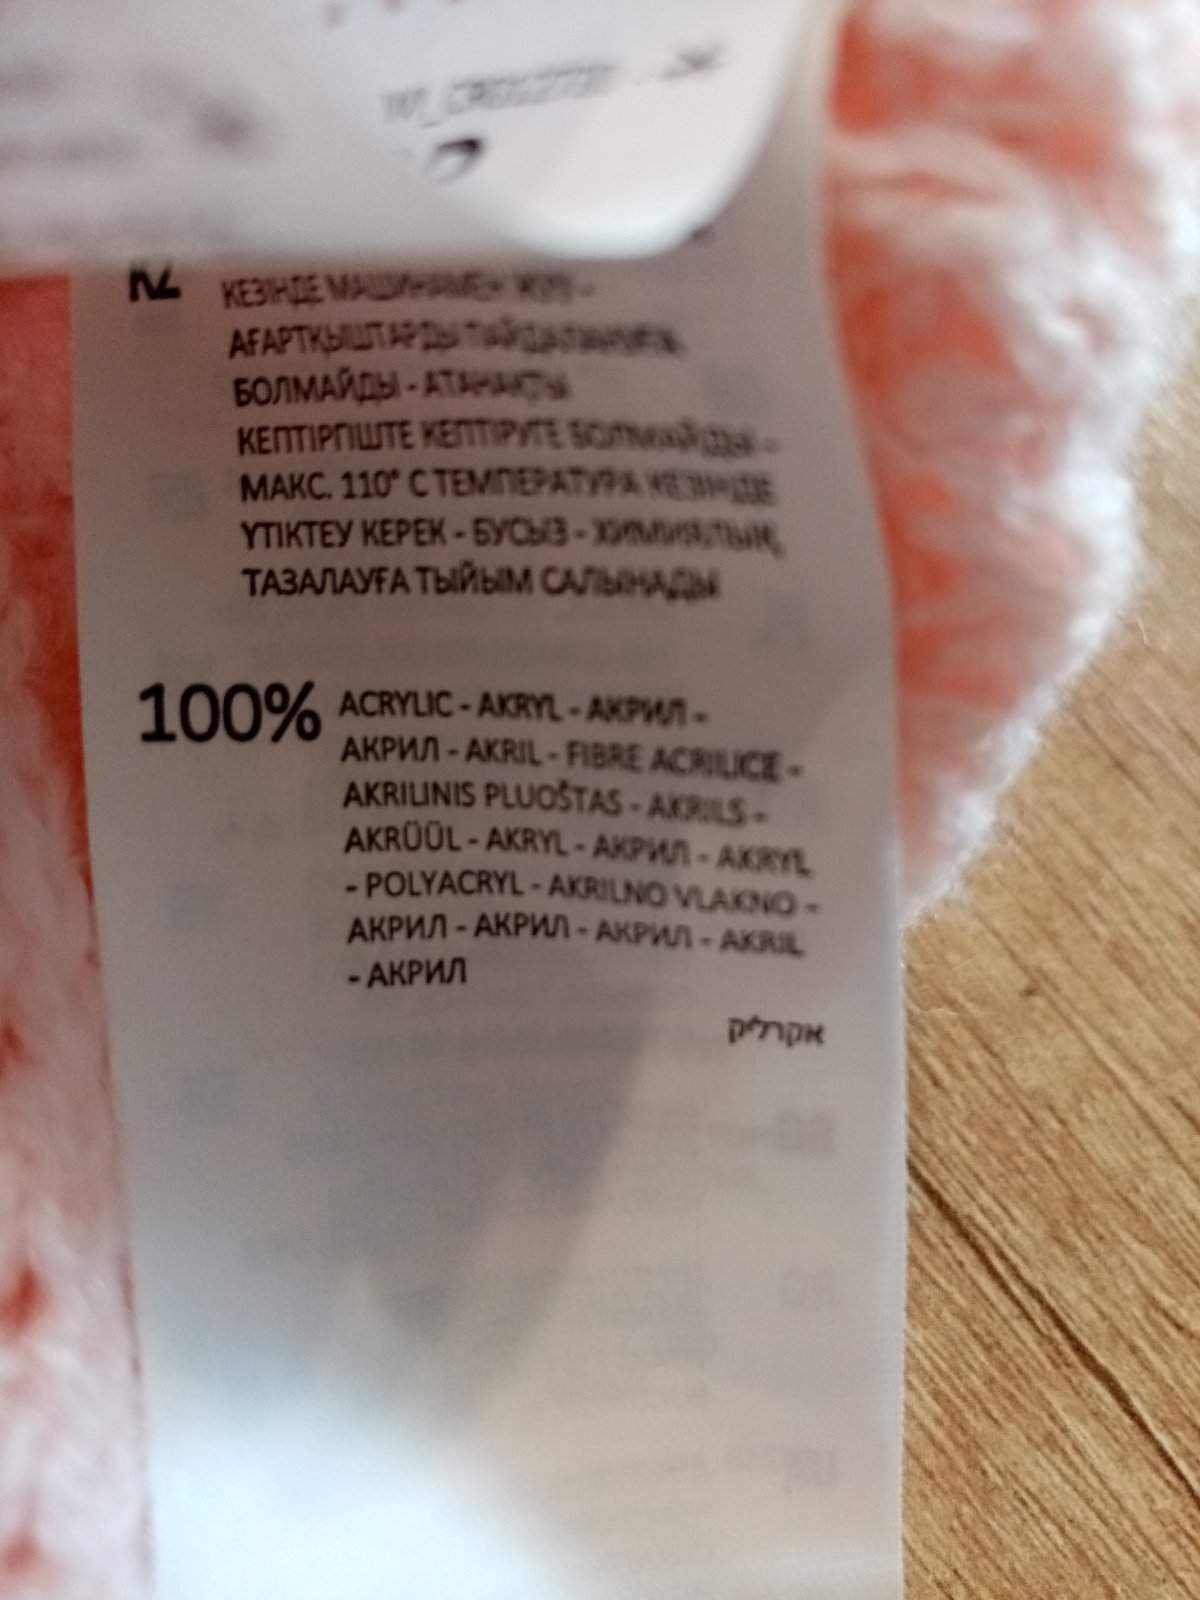 KZ КЕЗІНДЕ МАШИНАМЕН ЖУУ –
АҒАРТҚЫШТАРДЫ ПАЙДАЛАНУҒА
БОЛМАЙДЫ - АТАНАҚТЫ
КЕПТІРГІШТЕ КЕПТІРУГЕ БОЛМАЙДЫ –
МАКС. 110° С ТЕМПЕРАТУРА КЕЗІНДЕ
ҮТІКТЕУ КЕРЕК - БУСЫЗ - ХИМИЯЛЫҚ
ТАЗАЛАУҒА ТЫЙЫМ САЛЫНАДЫ
100% ACRYLIC - AKRYL - АКРИЛ -
АКРИЛ - AKRIL - FIBRE ACRILICE -
AKRILINIS PLUOŠTAS - AKRILS -
AKRÜÜL - AKRYL - АКРИЛ - AKRYL
- POLYACRYL - AKRILNO VLAKNO -
АКРИЛ - АКРИЛ - АКРИЛ - AKRIL
- АКРИЛ
אקרליק